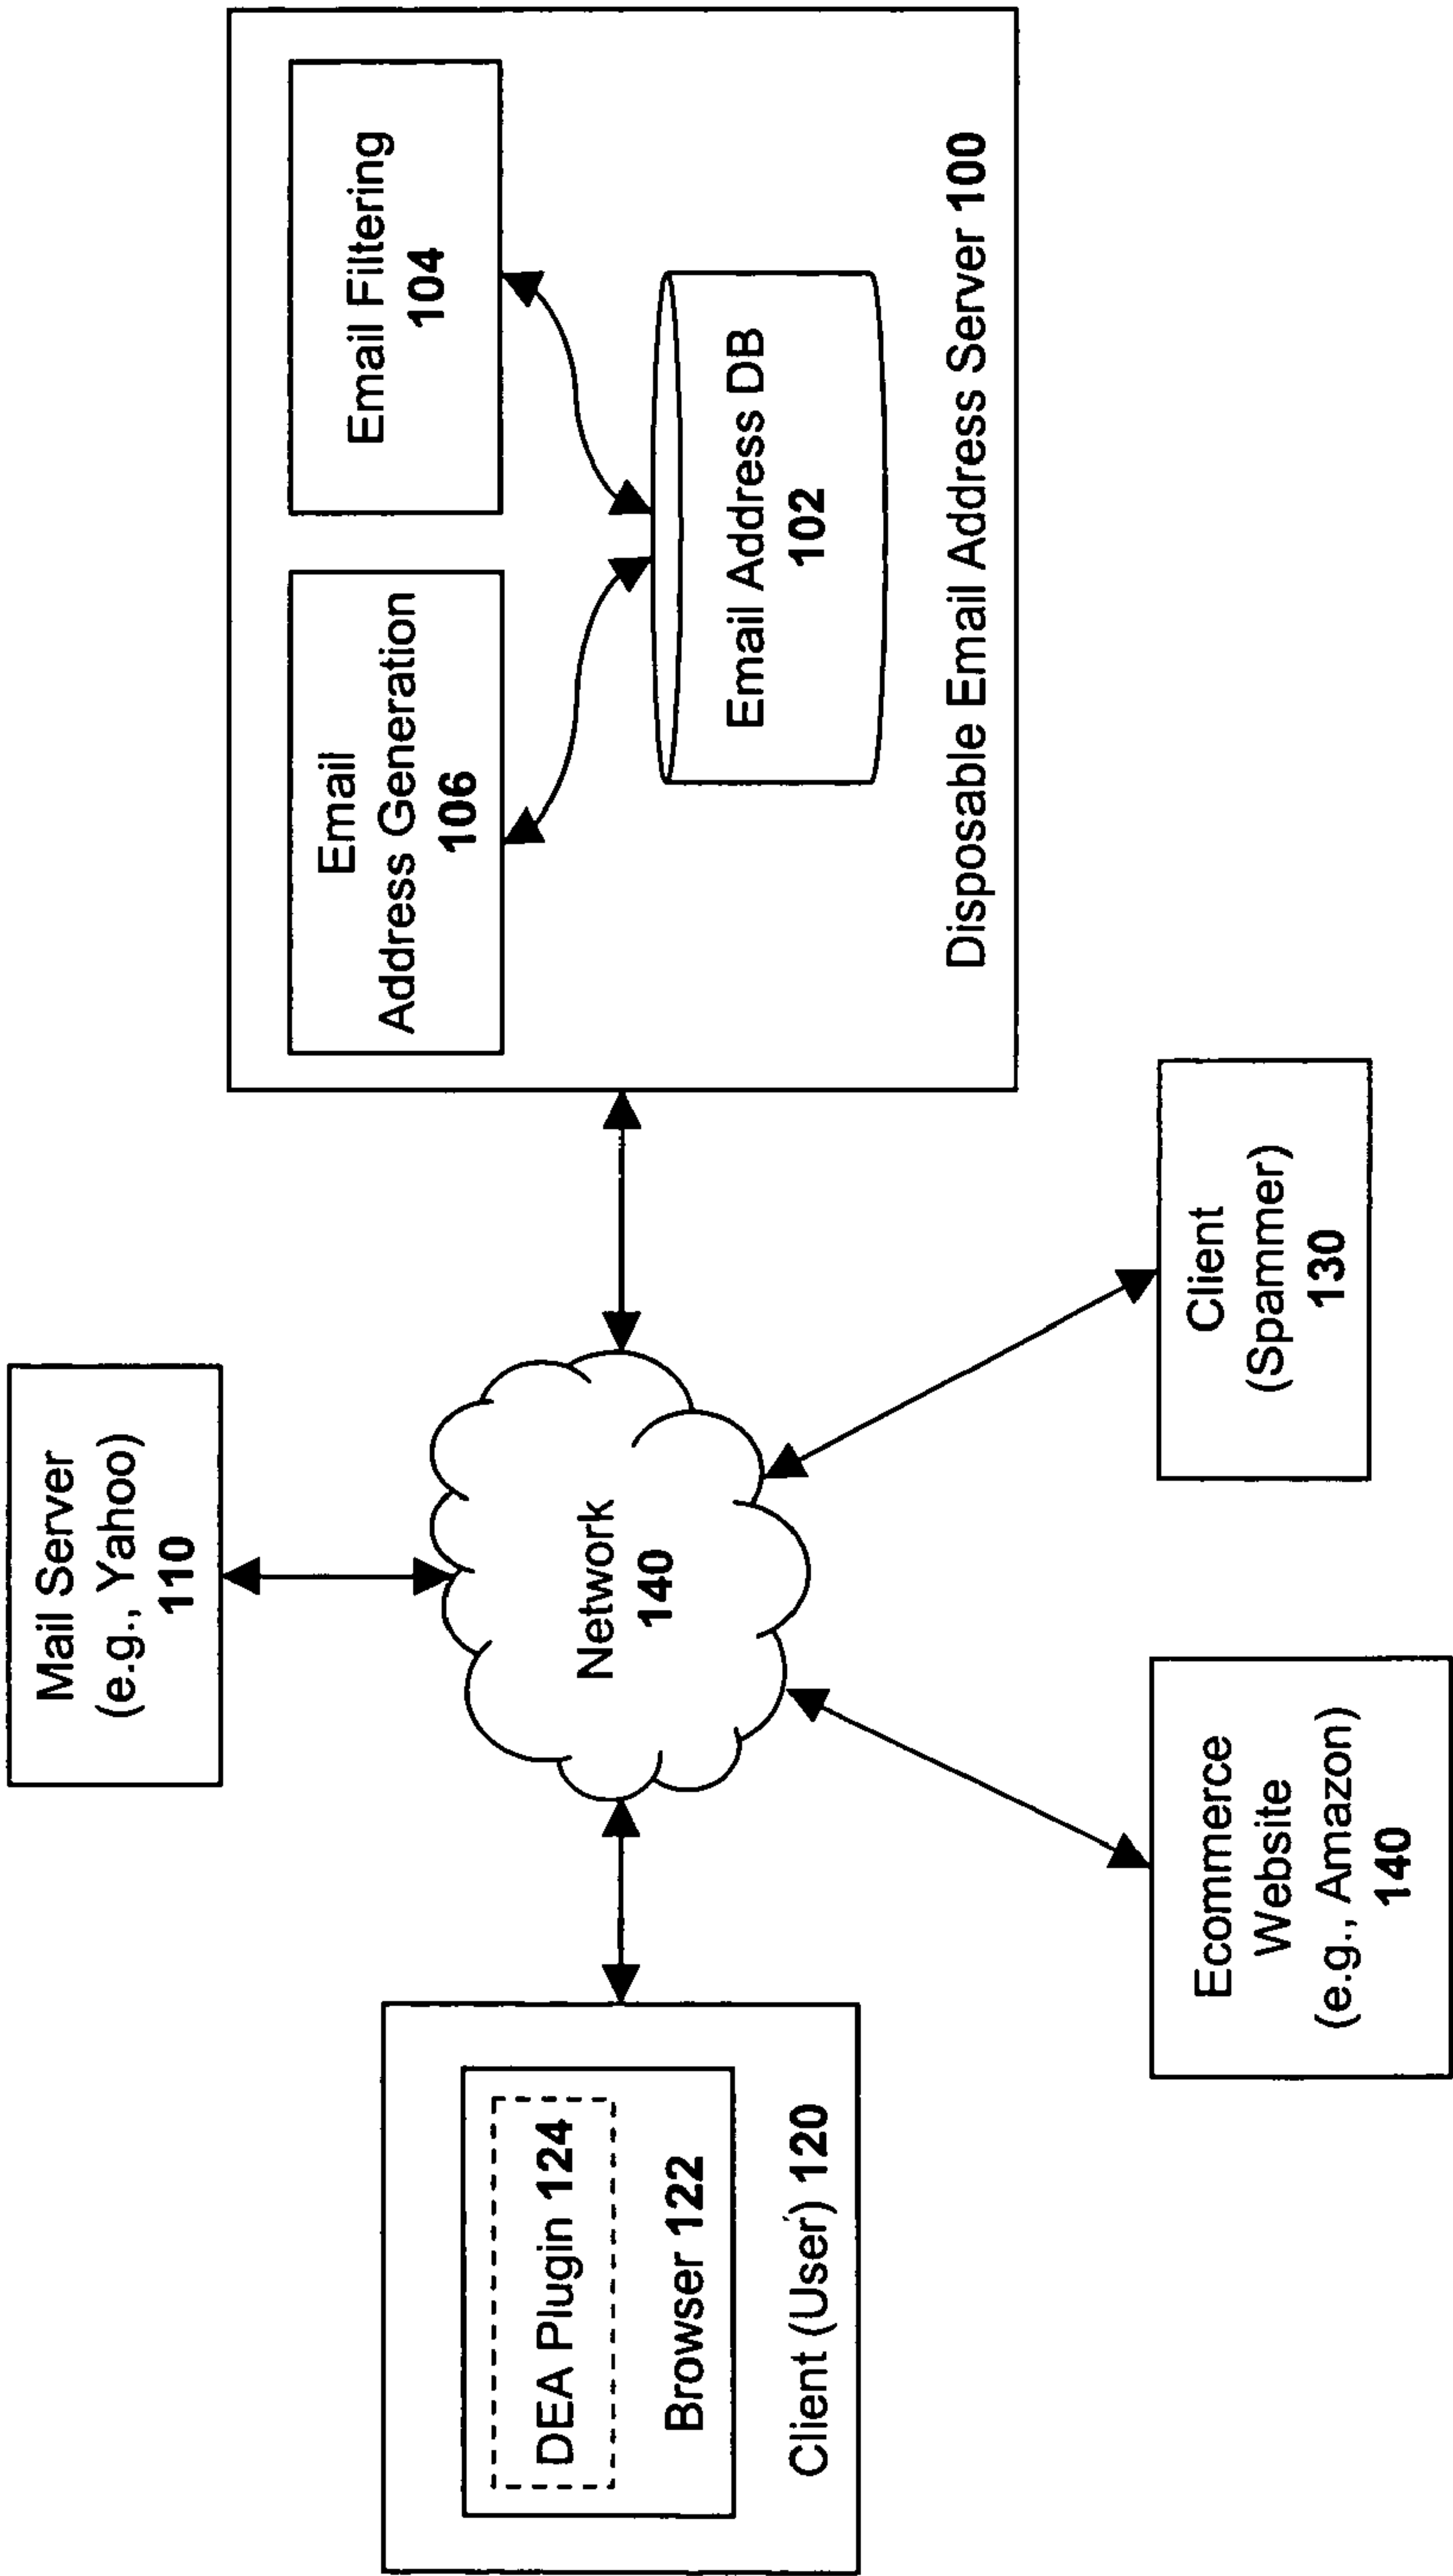 Mail Server
(e.g., Yahoo)
110
Email
Address Generation
106
Email Filtering
104
Email Address DB
102
Disposable Email Address Server 100
DEA Plugin 124
Browser 122
Client (User) 120
Network
140
Ecommerce
Website
(e.g., Amazon)
140
Client
(Spammer)
130